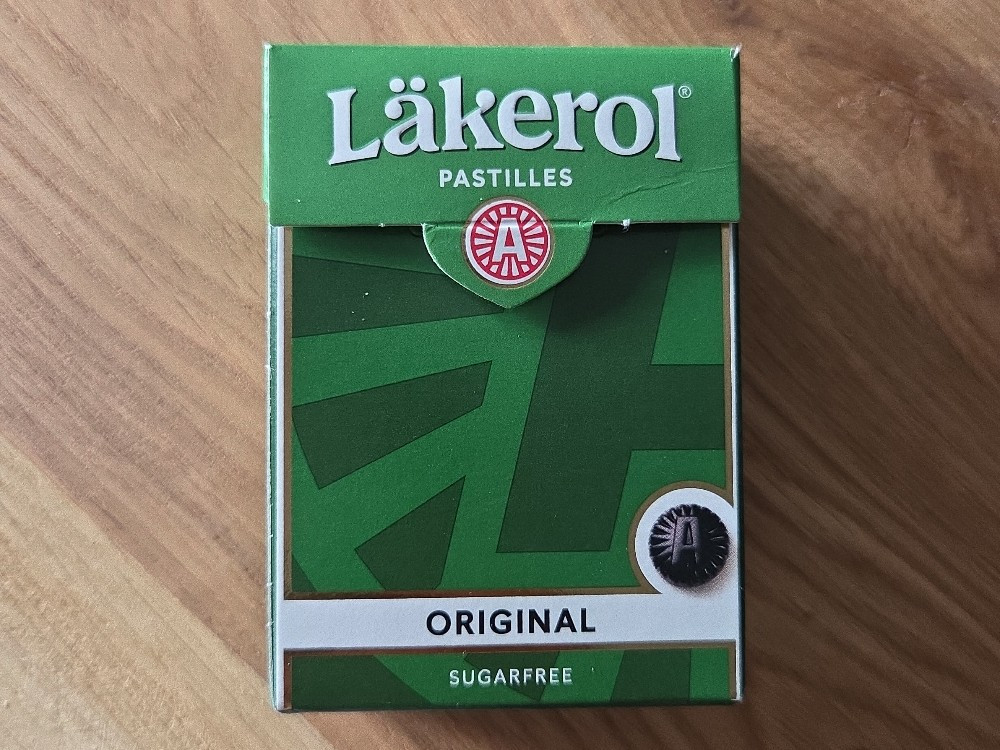 Läkerol®
PASTILLES
A
A
ORIGINAL
SUGARFREE